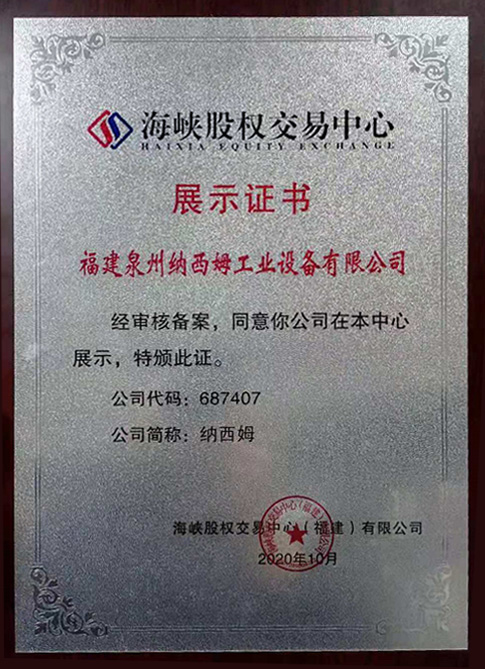 海峡股权交易中心
HAIXIA EQUITY EXCHANGE
展示证书
福建泉州纳西姆工业设备有限公司
经审核备案，同意你公司在本中心
展示，特颁此证。
公司代码：687407
公司简称：纳西姆
海峡股权交易中心（福建）有限公司
2020年10月